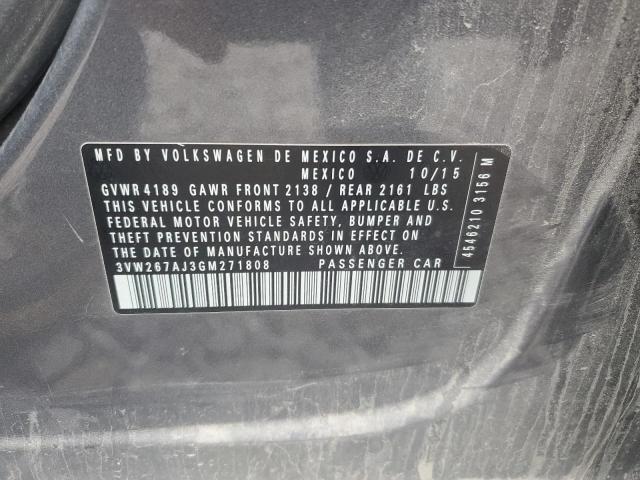 MFD BY VOLKSWAGEN DE MEXICO S.A. DE C.V.
MEXICO 10/15
GVWR 4189 GAWR FRONT 2138 / REAR 2161 LBS
THIS VEHICLE CONFORMS TO ALL APPLICABLE U.S.
FEDERAL MOTOR VEHICLE SAFETY, BUMPER AND
THEFT PREVENTION STANDARDS IN EFFECT ON
THE DATE OF MANUFACTURE SHOWN ABOVE.
3VW267AJ3GM271808 PASSENGER CAR
4546210 3156 M